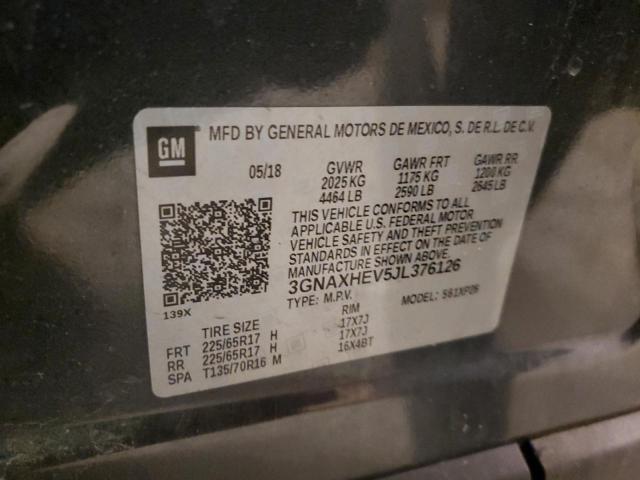 GM
MFD BY GENERAL MOTORS DE MEXICO, S. DE R.L. DE C.V.
05/18 GVWR GAWR FRT GAWR RR
2025 KG 1175 KG 1200 KG
4464 LB 2590 LB 2645 LB
THIS VEHICLE CONFORMS TO ALL
APPLICABLE U.S. FEDERAL MOTOR
VEHICLE SAFETY AND THEFT PREVENTION
STANDARDS IN EFFECT ON THE DATE OF
MANUFACTURE SHOWN ABOVE.
3GNAXHEV5JL376126
139X TYPE: M.P.V. MODEL:
TIRE SIZE RIM
FRT 225/65R17 H 17X7J
RR 225/65R17 H 17X7J
SPA T135/70R16 M 16X4BT